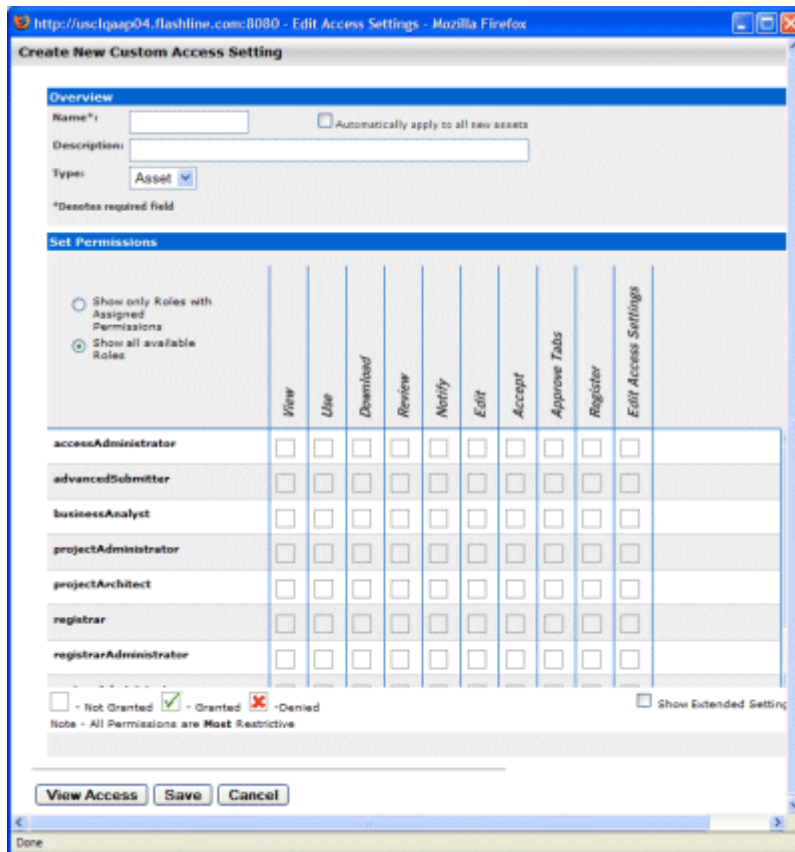 http://usclqaap04.flashline.com:8080 - Edit Access Settings - Mozilla Firefox
Create New Custom Access Setting
Overview
Name*:
Automatically apply to all new assets
Description:
Type:
Asset
*Denotes required field
Set Permissions
Show only Roles with
Assigned
Permissions
Show all available
Roles
View
Use
Download
Review
Notify
Edit
Accept
Approve Tabs
Register
Edit Access Settings
accessAdministrator
advancedSubmitter
businessAnalyst
projectAdministrator
projectArchitect
registrar
registrarAdministrator
- Not Granted - Granted -Denied
Show Extended Setting
Note - All Permissions are Most Restrictive
View Access Save Cancel
Done